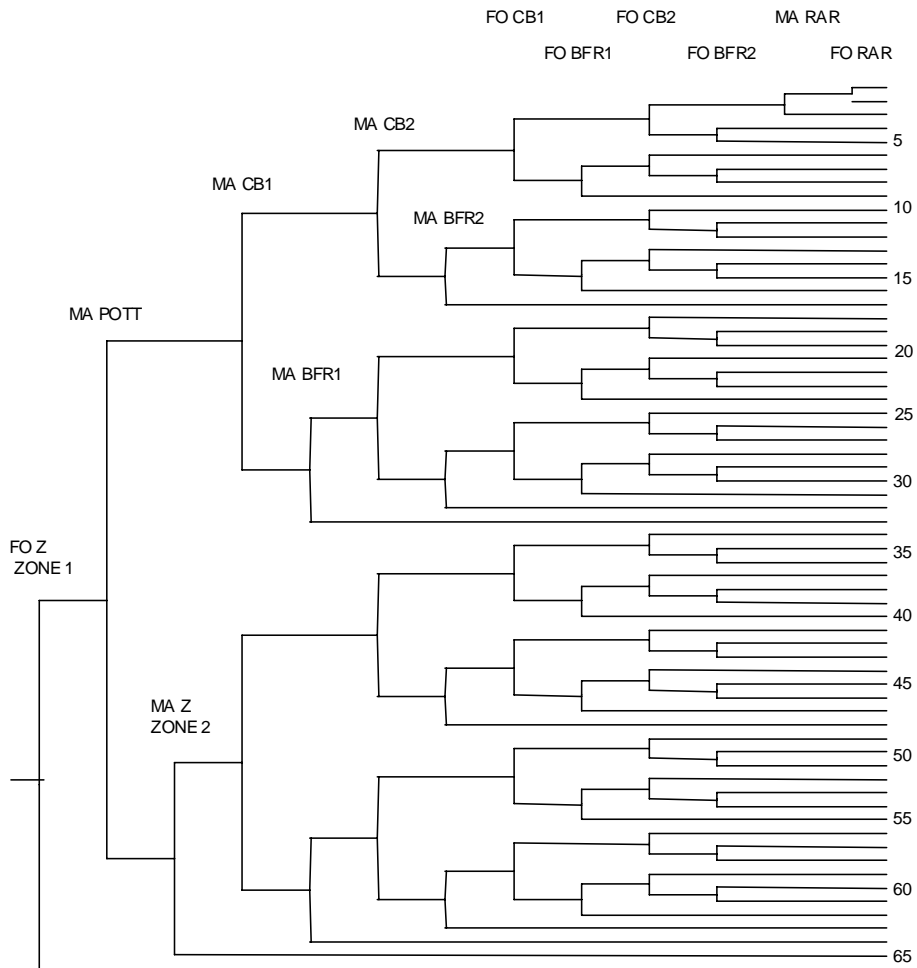 FO CB1 FO CB2 MA RAR
FO BFR1 FO BFR2 FO RAR
MA CB2
5
MA CB1
10
MA BFR2
15
MA POTT
20
MA BFR1
25
30
FO Z
ZONE 1
35
40
45
MA Z
ZONE 2
50
55
60
65